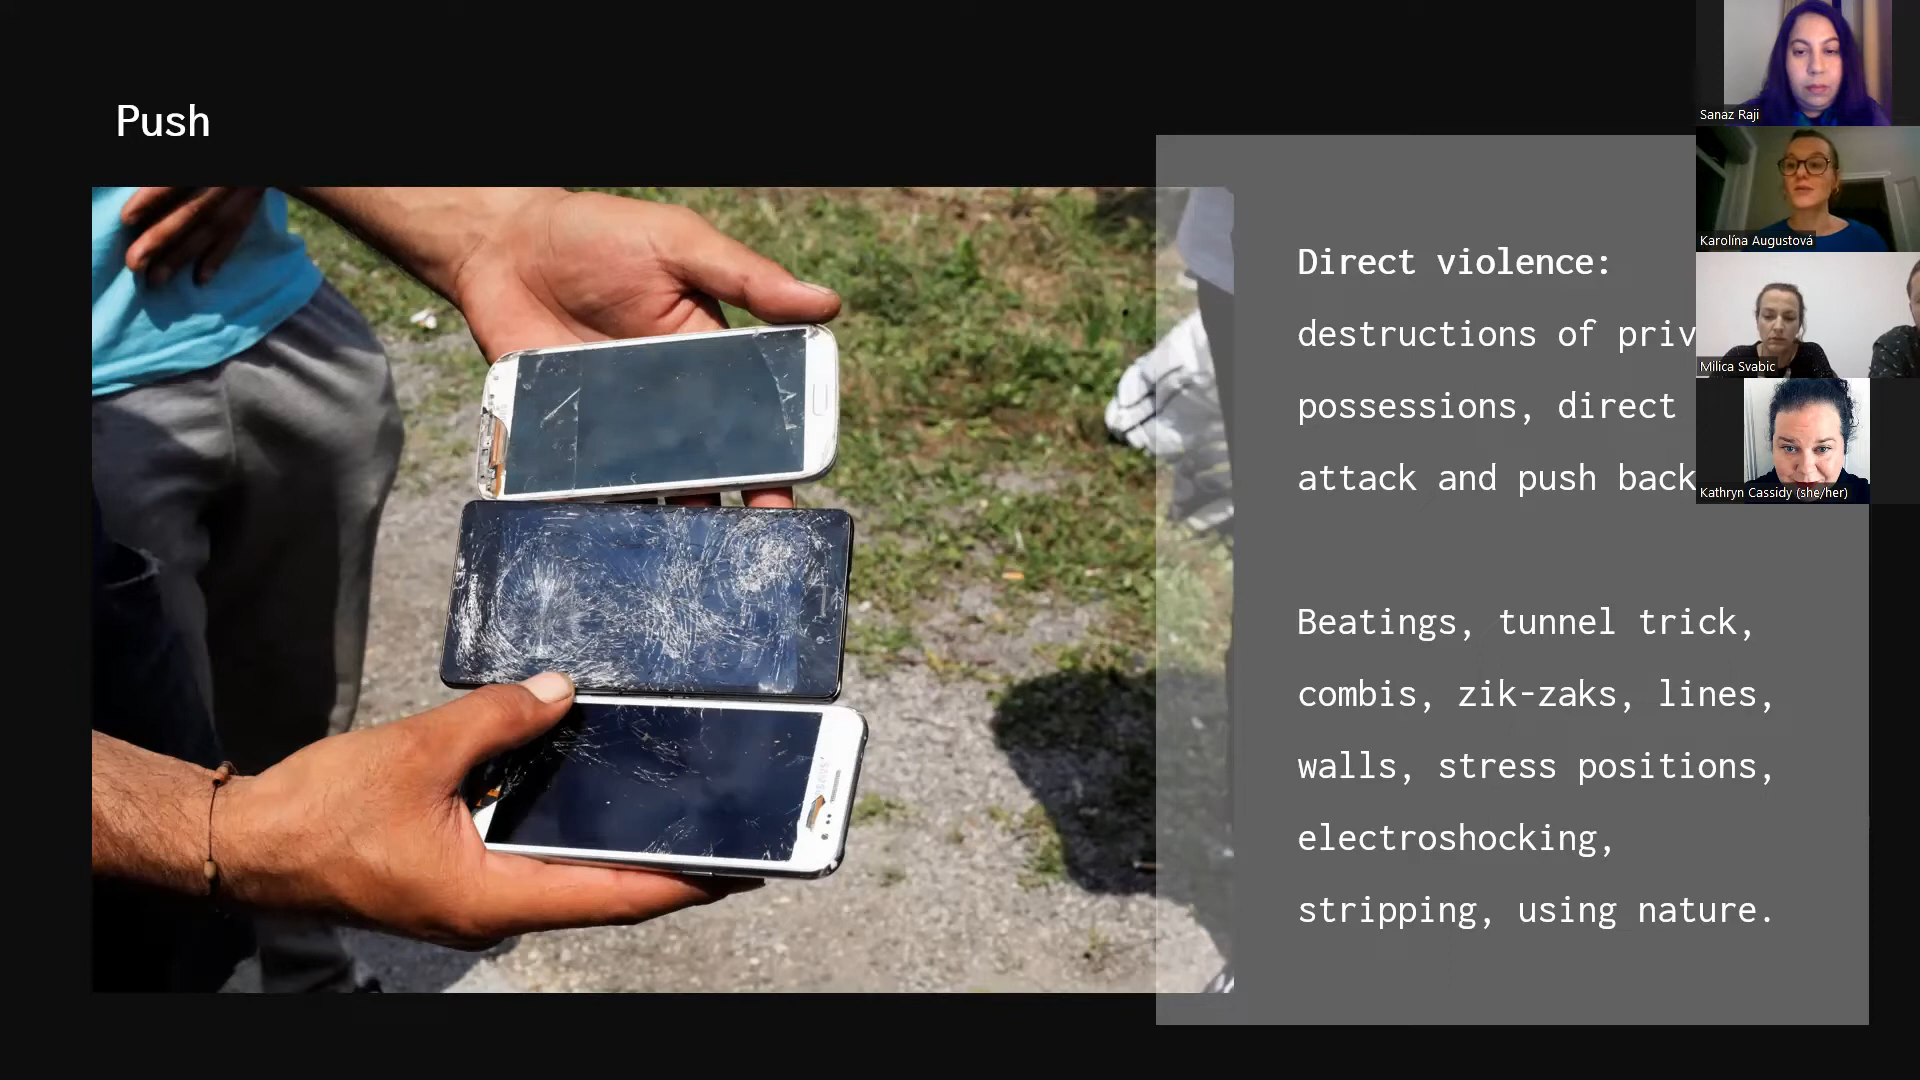 Push
Direct violence:
destructions of priv
possessions, direct
attack and push back
Beatings, tunnel trick,
combis, zik-zaks, lines,
walls, stress positions,
electroshocking,
stripping, using nature.
Sanaz Raji
Karolína Augustová
Milica Svabic
Kathryn Cassidy (she/her)
SAMSUNG